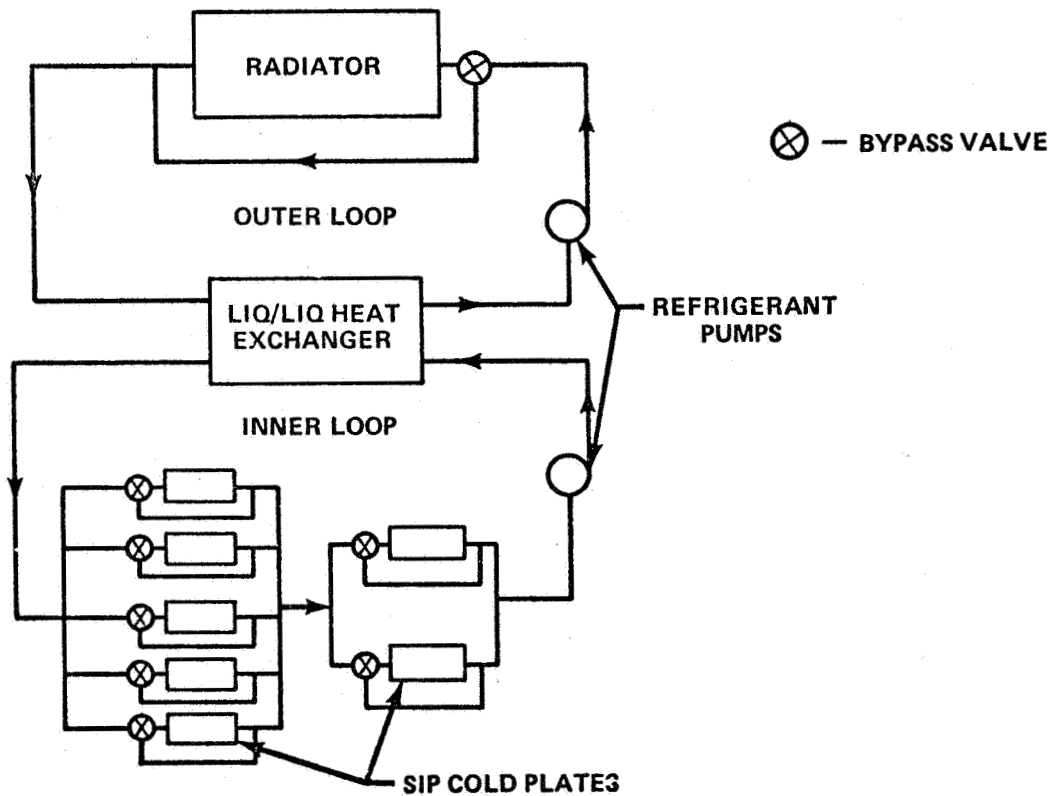 RADIATOR
— BYPASS VALVE
OUTER LOOP
LIQ/LIQ HEAT
EXCHANGER
REFRIGERANT
PUMPS
INNER LOOP
SIP COLD PLATE3